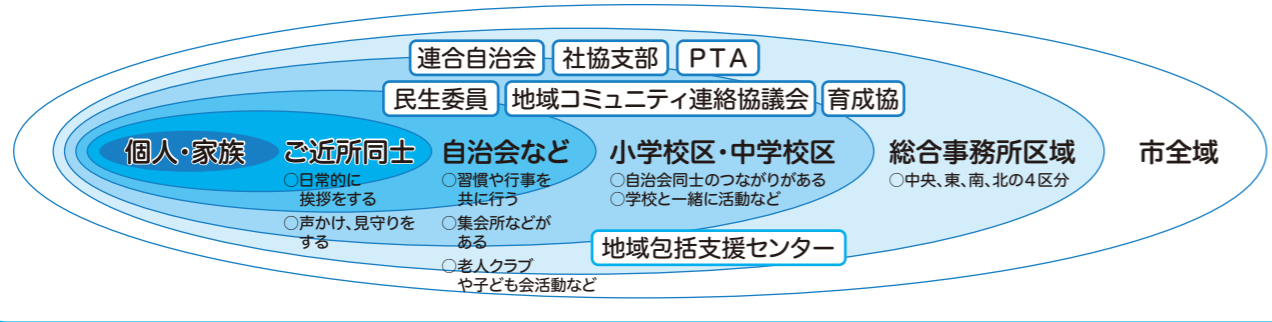 連合自治会 社協支部 PTA
民生委員 地域コミュニティ連絡協議会 育成協
個人・家族 ご近所同士 自治会など 小学校区・中学校区 総合事務所区域 市全域
○日常的に
挨拶をする
○声かけ、見守りを
する
○習慣や行事を
共に行う
○集会所などが
ある
○老人クラブ
や子ども会活動など
○自治会同士のつながりがある
○学校と一緒に活動など
○中央、東、南、北の4区分
地域包括支援センター